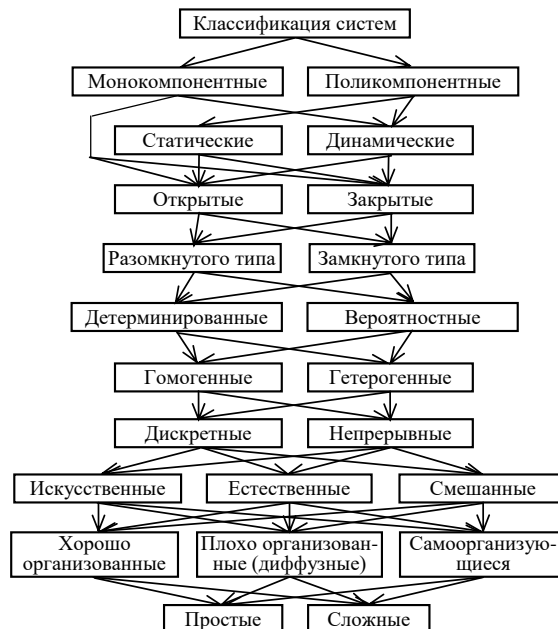 Классификация систем
Монокомпонентные
Поликомпонентные
Статические
Динамические
Открытые
Закрытые
Разомкнутого типа
Замкнутого типа
Детерминированные
Вероятностные
Гомогенные
Гетерогенные
Дискретные
Непрерывные
Искусственные
Естественные
Смешанные
Хорошо
организованные
Плохо организован-
ные (диффузные)
Самоорганизую-
щиеся
Простые
Сложные